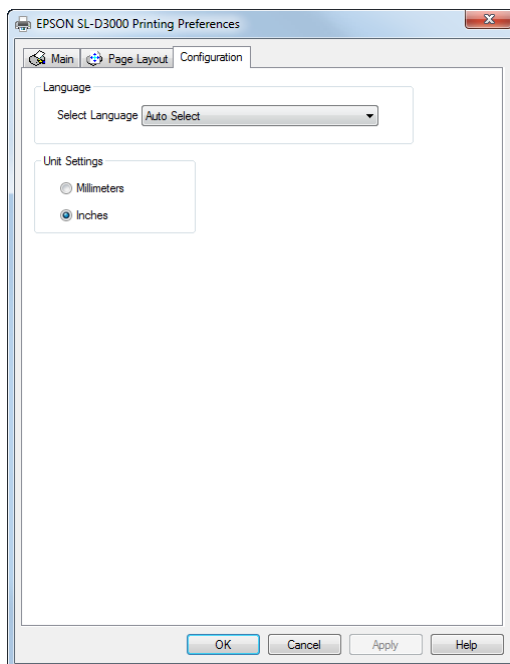 EPSON SL-D3000 Printing Preferences
Main Page Layout Configuration
Language
Select Language Auto Select
Unit Settings
Millimeters
Inches
OK Cancel Apply Help